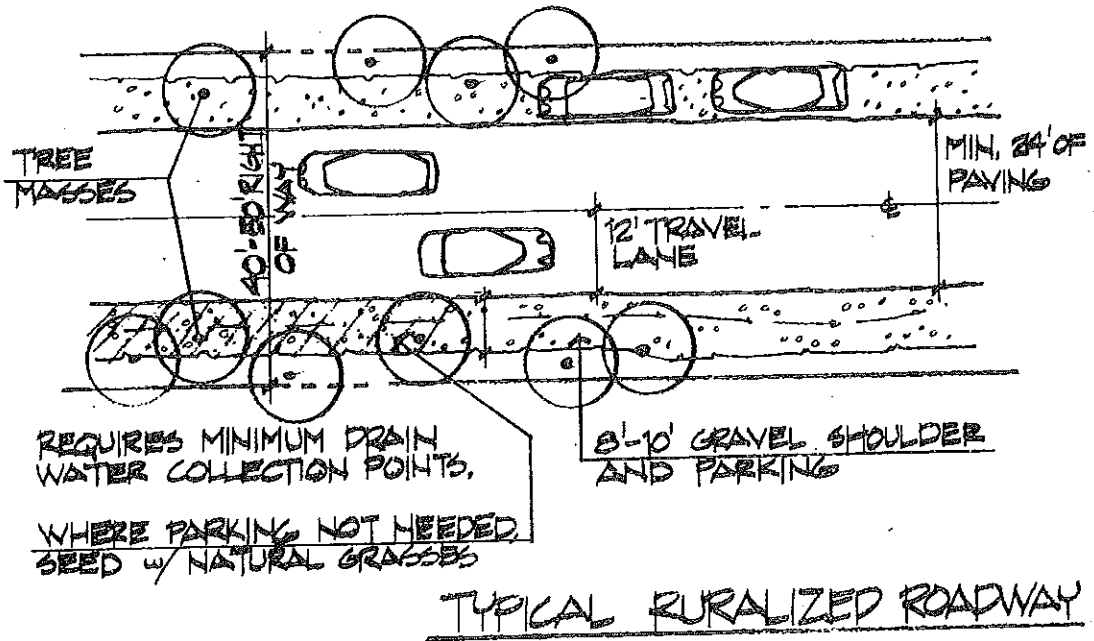 TREE
MASSES
40'-80' RIGHT
OF WAY
MIN. 24' OF
PAVING
12' TRAVEL
LANE
℄
REQUIRES MINIMUM DRAIN
WATER COLLECTION POINTS.
8'-10' GRAVEL SHOULDER
AND PARKING
WHERE PARKING NOT NEEDED,
SEED W/ NATURAL GRASSES
TYPICAL RURALIZED ROADWAY